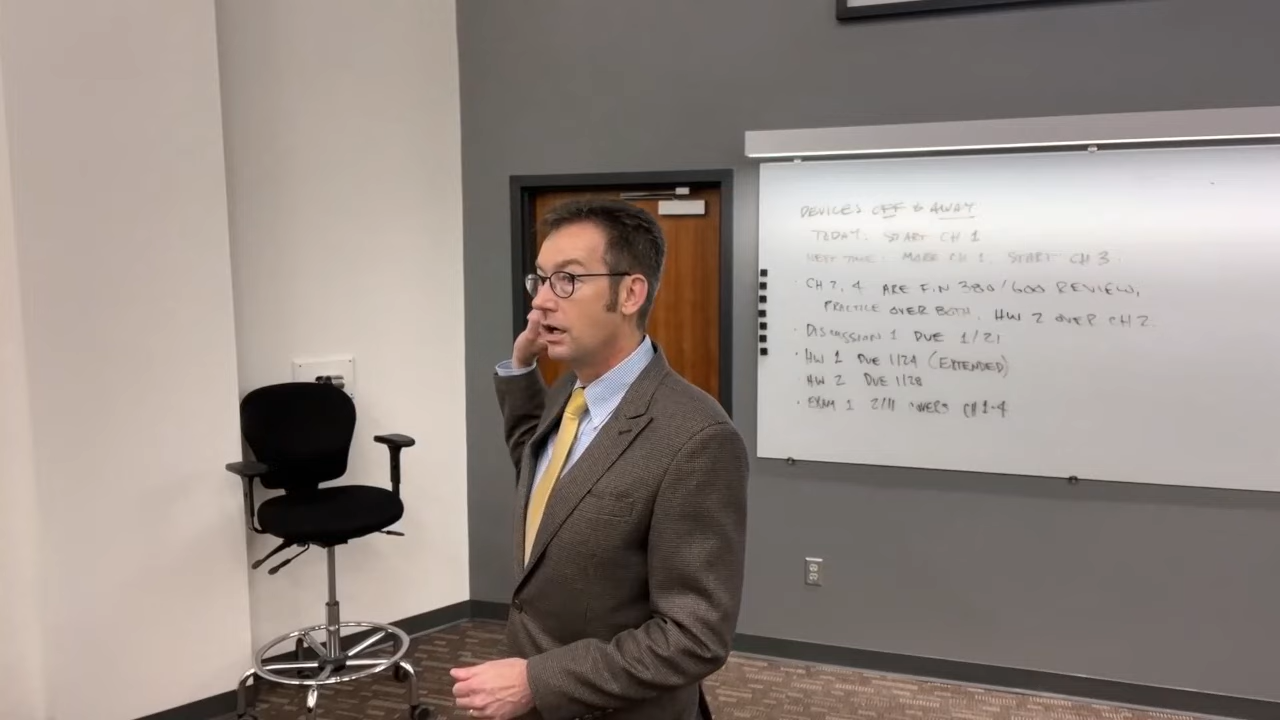 DEVICES OFF & AWAY
TODAY: START CH 1
NEXT TIME: MORE CH 1, START CH 3.
· CH 2, 4 ARE FIN 380/600 REVIEW,
PRACTICE OVER BOTH. HW 2 OVER CH 2.
· DISCUSSION 1 DUE 1/21
· HW 1 DUE 1/24 (EXTENDED)
· HW 2 DUE 1/28
· EXAM 1 2/11 COVERS CH 1-4